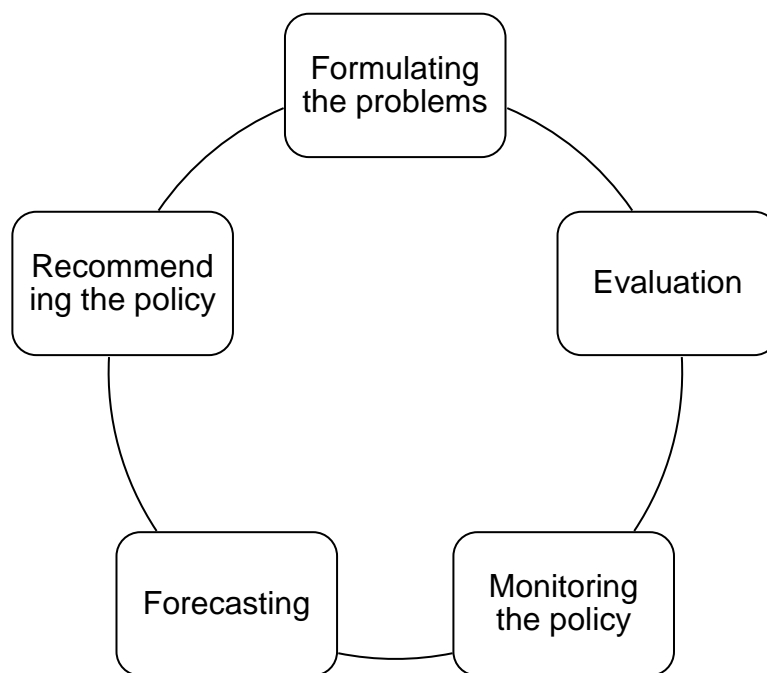 Formulating
the problems
Evaluation
Monitoring
the policy
Forecasting
Recommend
ing the policy